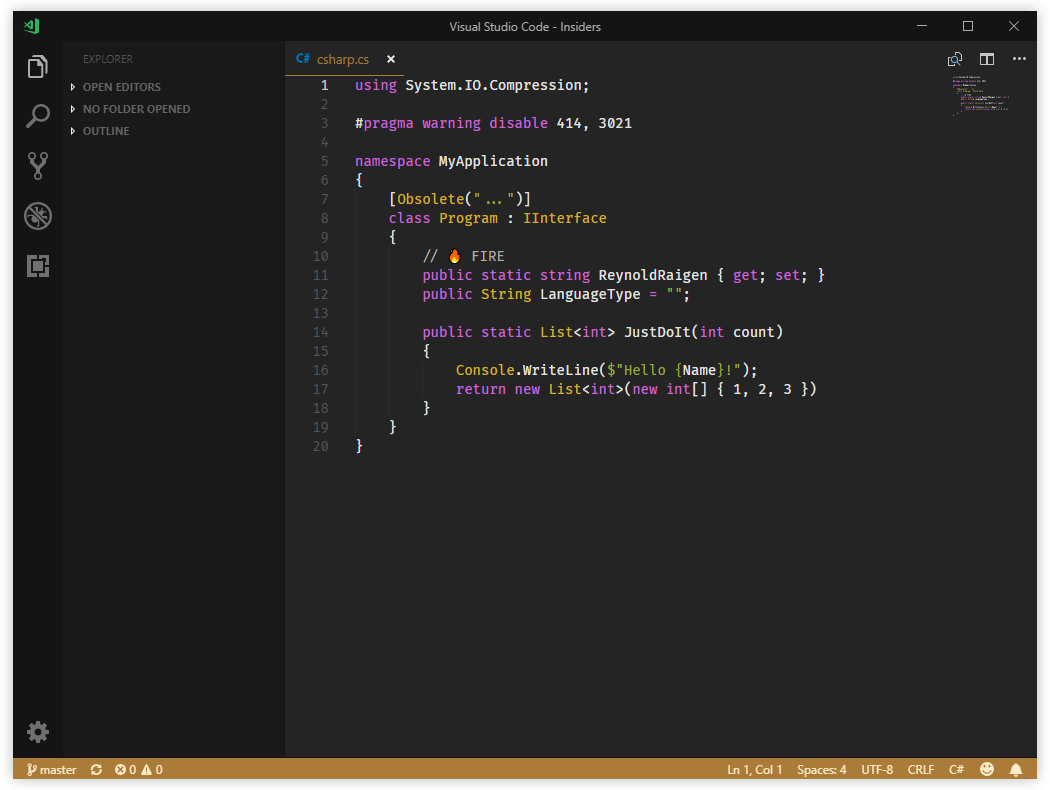 Visual Studio Code - Insiders
EXPLORER
OPEN EDITORS
NO FOLDER OPENED
OUTLINE
C# csharp.cs ×
1 using System.IO.Compression;
2
3 #pragma warning disable 414, 3021
4
5 namespace MyApplication
6 {
7     [Obsolete("...")]
8     class Program : IInterface
9     {
10         // 🔥 FIRE
11         public static string ReynoldRaigen { get; set; }
12         public String LanguageType = "";
13
14         public static List<int> JustDoIt(int count)
15         {
16             Console.WriteLine($"Hello {Name}!");
17             return new List<int>(new int[] { 1, 2, 3 })
18         }
19     }
20 }
master 0 0 Ln 1, Col 1 Spaces: 4 UTF-8 CRLF C#